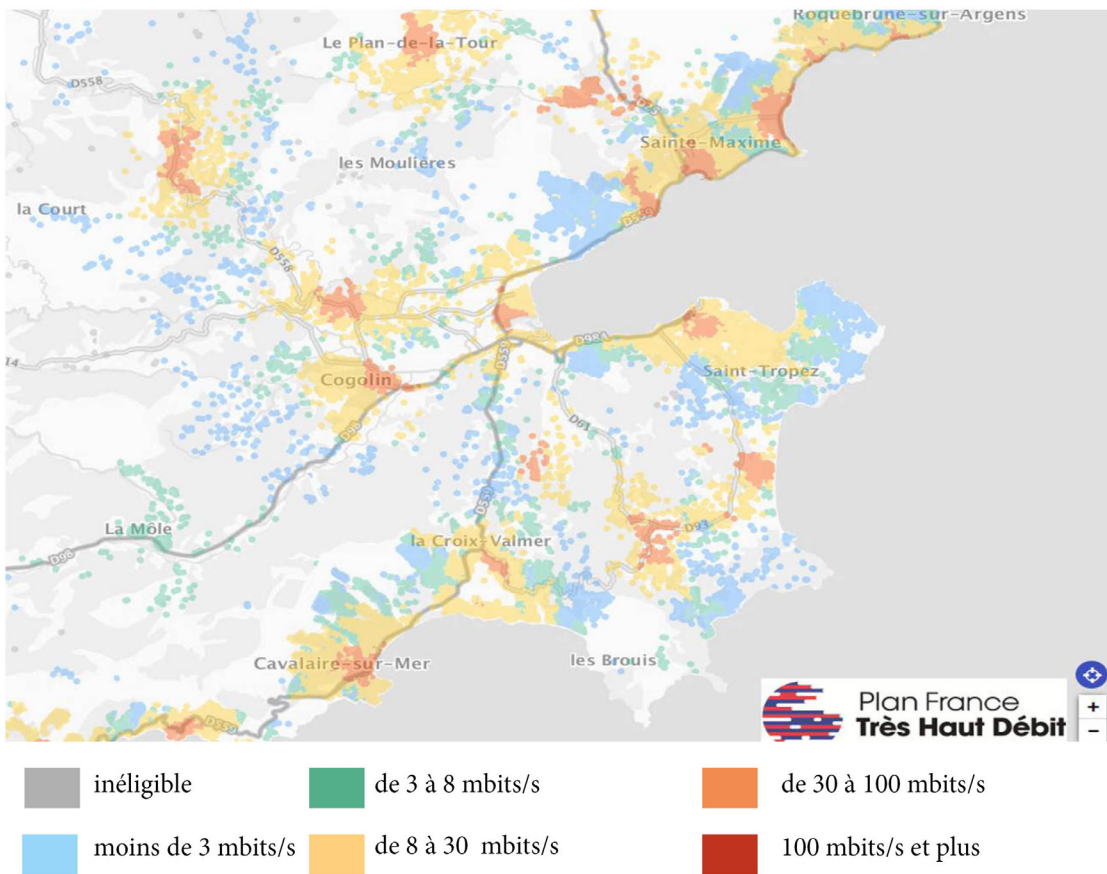 Roquebrune-sur-Argens
Le Plan-de-la-Tour
D558
D25
Sainte-Maxime
les Moulières
la Court
D559
D558
D98A
D559
Saint-Tropez
Cogolin
D61
D98
D559
D93
La Môle
D98
la Croix-Valmer
les Brouis
Cavalaire-sur-Mer
D559
Plan France
Très Haut Débit
+
−
inéligible
de 3 à 8 mbits/s
de 30 à 100 mbits/s
moins de 3 mbits/s
de 8 à 30 mbits/s
100 mbits/s et plus